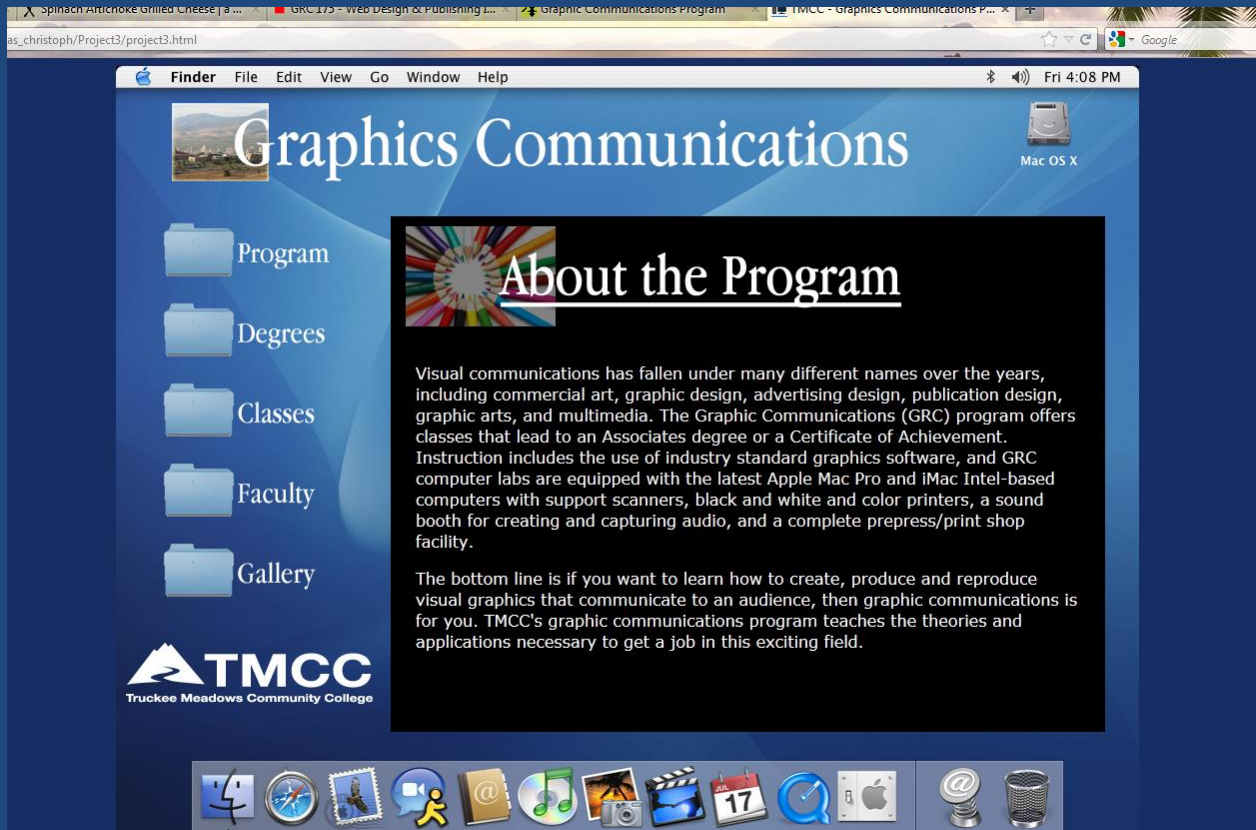 Spinach Artichoke Grilled Cheese | a ...
GRC 175 - Web Design & Publishing I...
Graphic Communications Program
TMCC - Graphics Communications P...
as_christoph/Project3/project3.html
Google
Finder File Edit View Go Window Help
Fri 4:08 PM
Graphics Communications
Mac OS X
Program
Degrees
Classes
Faculty
Gallery
TMCC
Truckee Meadows Community College
About the Program
Visual communications has fallen under many different names over the years,
including commercial art, graphic design, advertising design, publication design,
graphic arts, and multimedia. The Graphic Communications (GRC) program offers
classes that lead to an Associates degree or a Certificate of Achievement.
Instruction includes the use of industry standard graphics software, and GRC
computer labs are equipped with the latest Apple Mac Pro and iMac Intel-based
computers with support scanners, black and white and color printers, a sound
booth for creating and capturing audio, and a complete prepress/print shop
facility.
The bottom line is if you want to learn how to create, produce and reproduce
visual graphics that communicate to an audience, then graphic communications is
for you. TMCC's graphic communications program teaches the theories and
applications necessary to get a job in this exciting field.
JUL
17